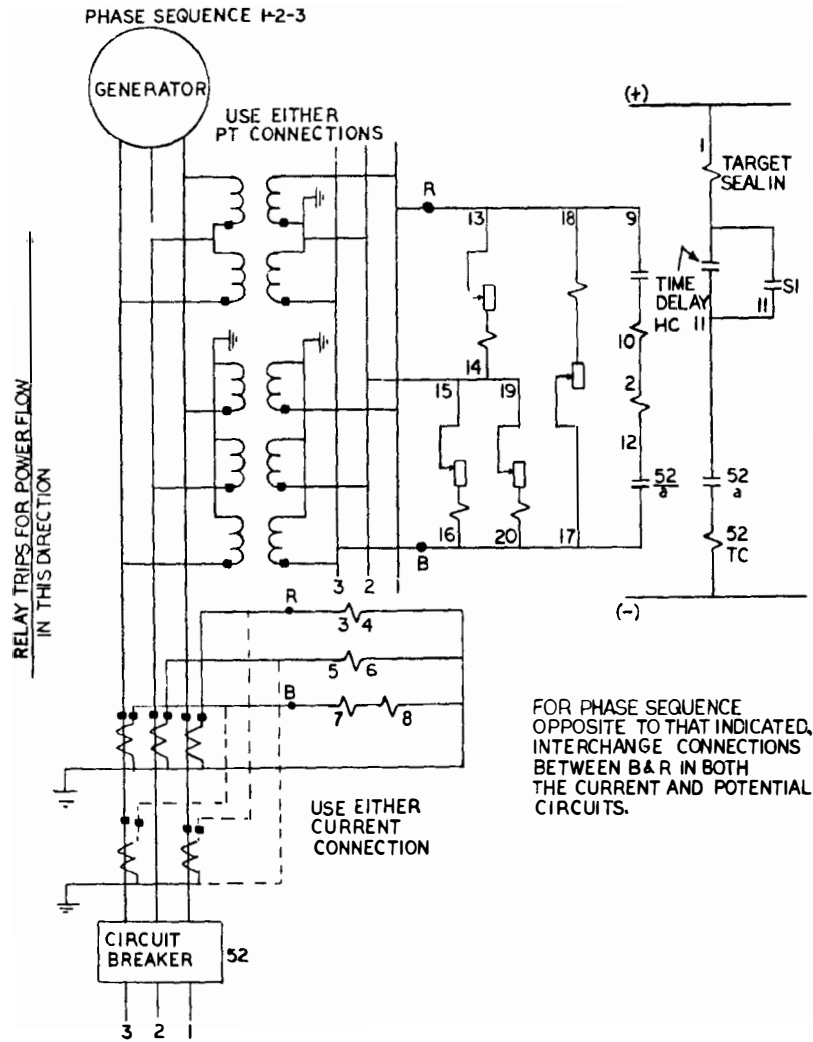 PHASE SEQUENCE 1-2-3
GENERATOR
USE EITHER
PT CONNECTIONS
(+)
1
TARGET
SEAL IN
R
13
18
9
TIME
DELAY
HC 11
SI
11
10
14
2
15
19
12
52
a
52
a
16
20
17
52
TC
B
3 2 1
(-)
RELAY TRIPS FOR POWER FLOW
IN THIS DIRECTION
R
3 4
5 6
B
7 8
FOR PHASE SEQUENCE
OPPOSITE TO THAT INDICATED,
INTERCHANGE CONNECTIONS
BETWEEN B & R IN BOTH
THE CURRENT AND POTENTIAL
CIRCUITS.
USE EITHER
CURRENT
CONNECTION
CIRCUIT
BREAKER
52
3 2 1